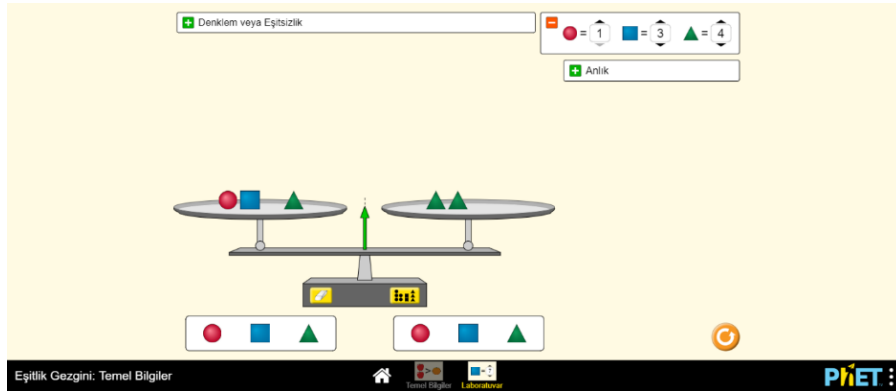 Denklem veya Eşitsizlik
= 1 = 3 = 4
Anlık
Eşitlik Gezgini: Temel Bilgiler
Temel Bilgiler
Laboratuvar
PhET